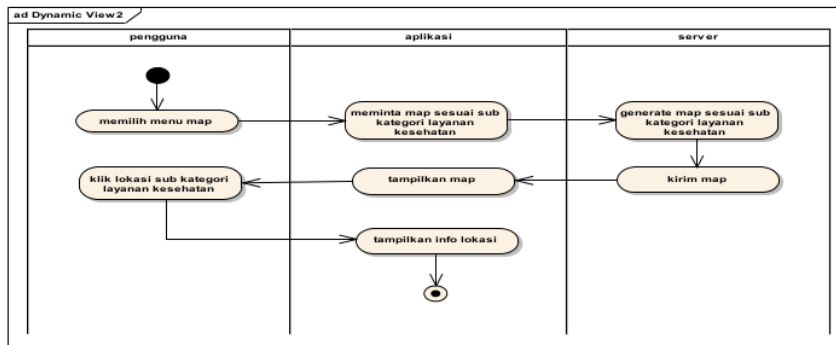 ad Dynamic View2
pengguna
aplikasi
server
memilih menu map
meminta map sesuai sub
kategori layanan
kesehatan
generate map sesuai sub
kategori layanan
kesehatan
klik lokasi sub kategori
layanan kesehatan
tampilkan map
kirim map
tampilkan info lokasi